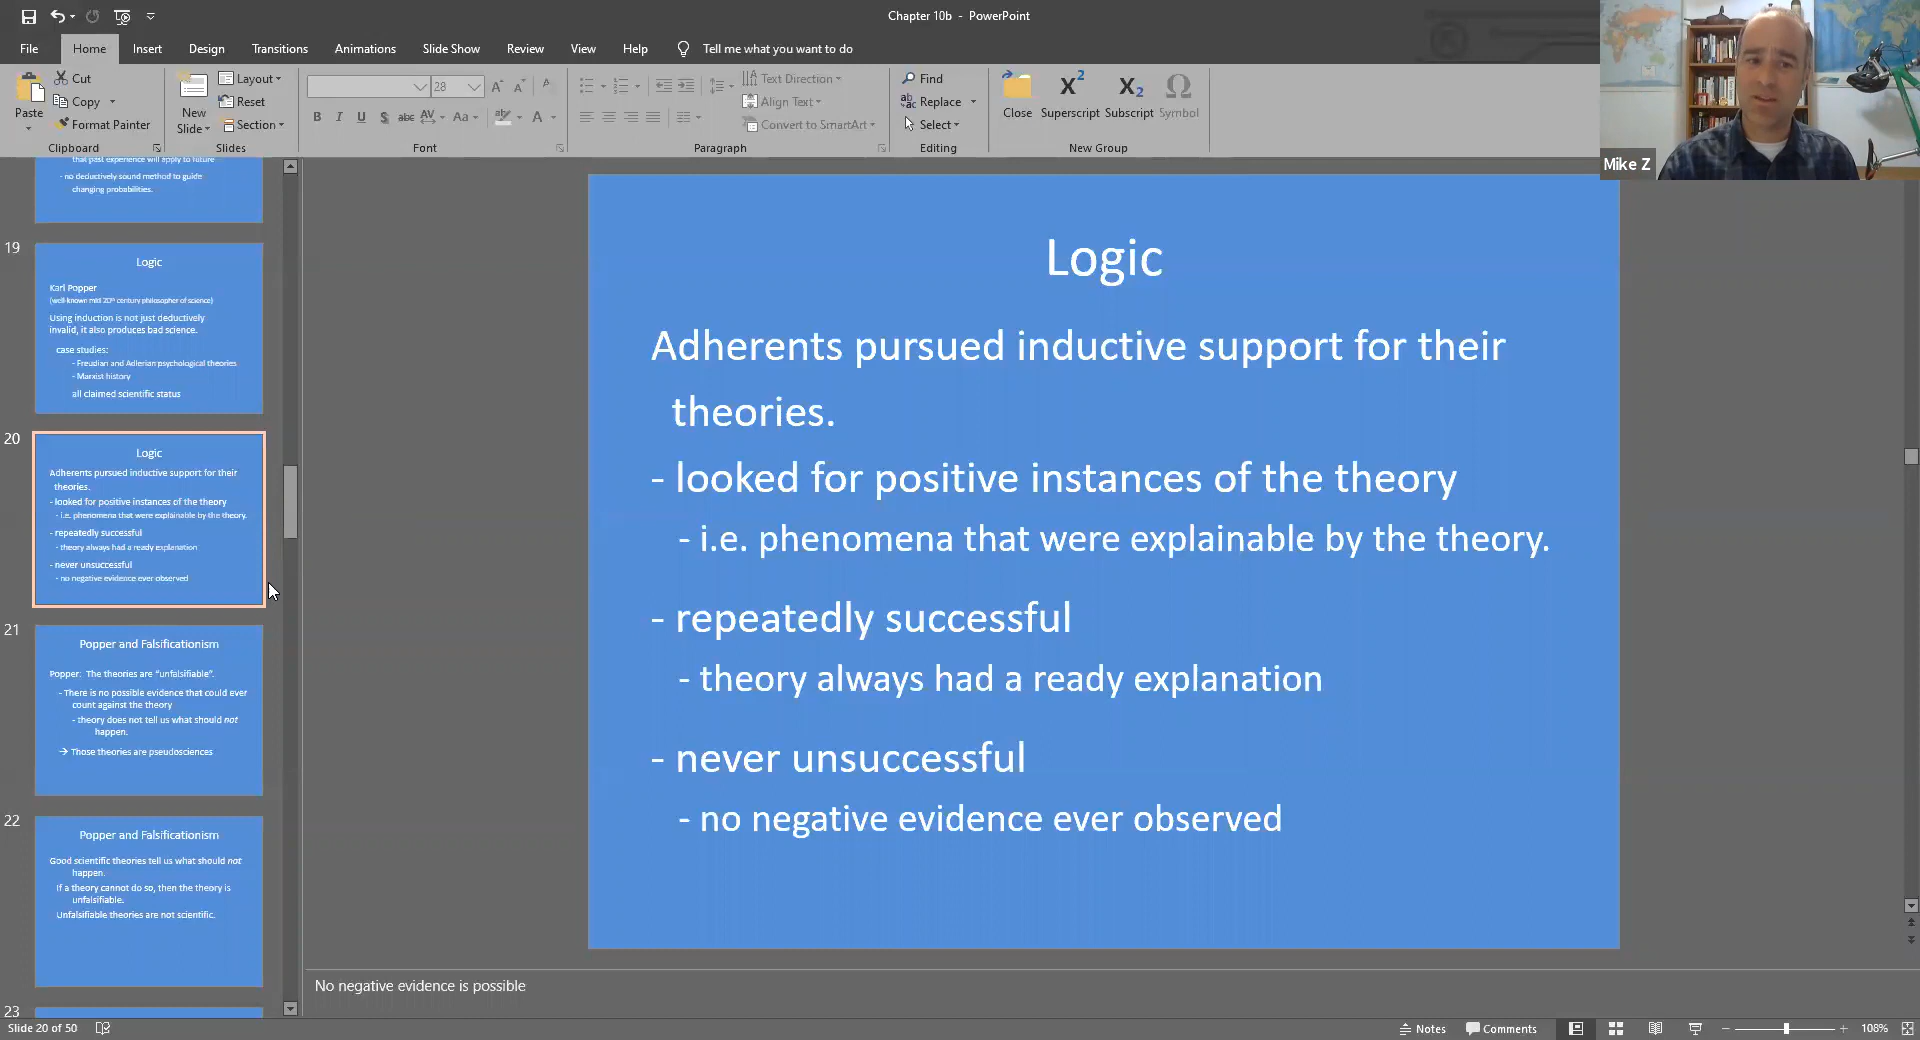 Chapter 10b - PowerPoint
File Home Insert Design Transitions Animations Slide Show Review View Help Tell me what you want to do
Paste
Cut
Copy
Format Painter
Clipboard
New
Slide
Layout
Reset
Section
Slides
28
B I U S abc AV Aa A
Font
Text Direction
Align Text
Convert to SmartArt
Paragraph
Find
Replace
Select
Editing
Close
X² Superscript
X₂ Subscript
Ω Symbol
New Group
Mike Z
that past experience will apply to future
- no deductively sound method to guide
changing probabilities.
19
Logic
Karl Popper
(well-known mid 20th century philosopher of science)
Using induction is not just deductively
invalid, it also produces bad science.
case studies:
- Freudian and Adlerian psychological theories
- Marxist history
all claimed scientific status
20
Logic
Adherents pursued inductive support for their
theories.
- looked for positive instances of the theory
- i.e. phenomena that were explainable by the theory.
- repeatedly successful
- theory always had a ready explanation
- never unsuccessful
- no negative evidence ever observed
21
Popper and Falsificationism
Popper: The theories are “unfalsifiable”.
- There is no possible evidence that could ever
count against the theory
- theory does not tell us what should not
happen.
→ Those theories are pseudosciences
22
Popper and Falsificationism
Good scientific theories tell us what should not
happen.
If a theory cannot do so, then the theory is
unfalsifiable.
Unfalsifiable theories are not scientific.
23
Logic
Adherents pursued inductive support for their
theories.
- looked for positive instances of the theory
- i.e. phenomena that were explainable by the theory.
- repeatedly successful
- theory always had a ready explanation
- never unsuccessful
- no negative evidence ever observed
No negative evidence is possible
Slide 20 of 50
Notes
Comments
108%